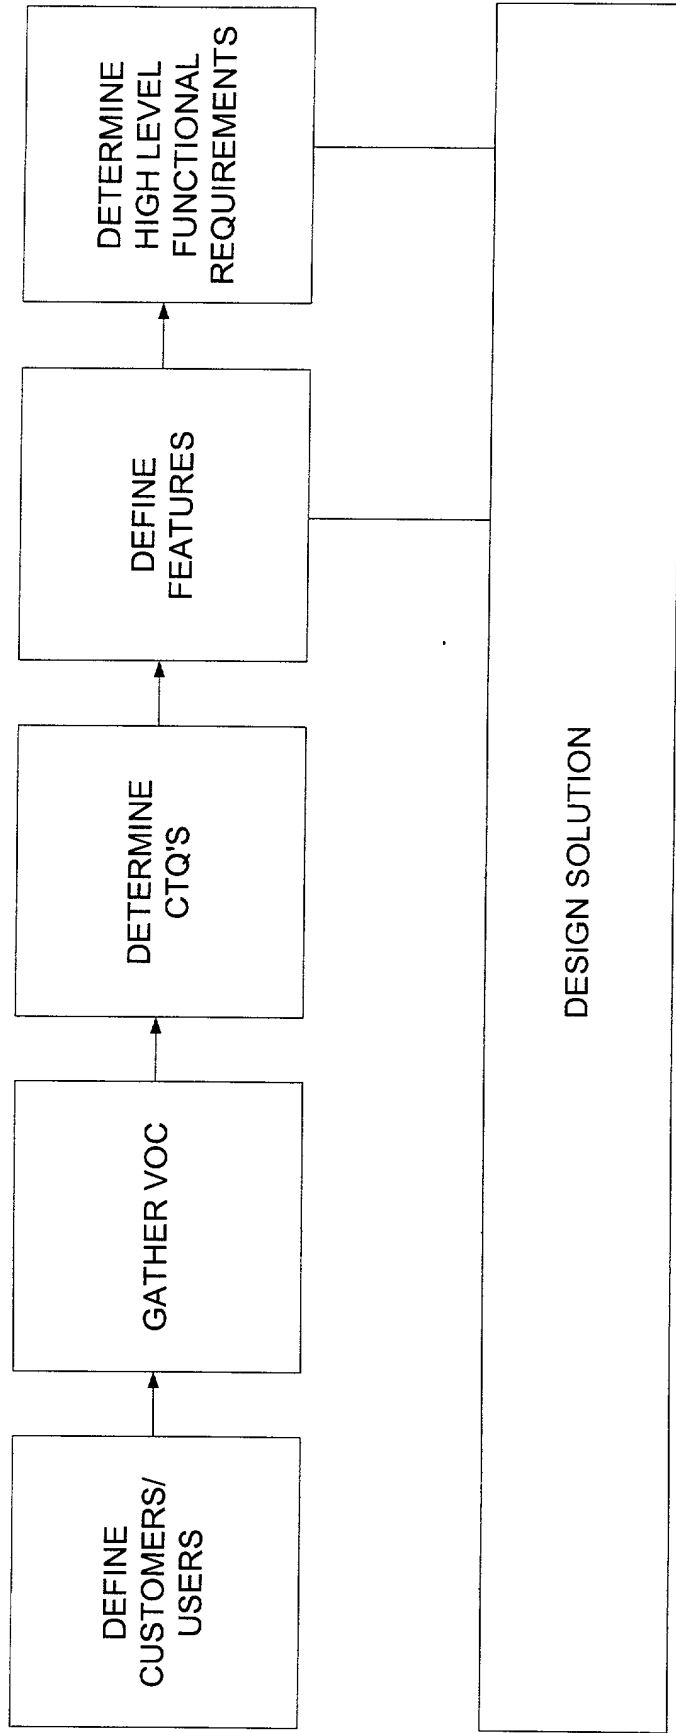 DEFINE
CUSTOMERS/
USERS
GATHER VOC
DETERMINE
CTQ'S
DEFINE
FEATURES
DETERMINE
HIGH LEVEL
FUNCTIONAL
REQUIREMENTS
DESIGN SOLUTION